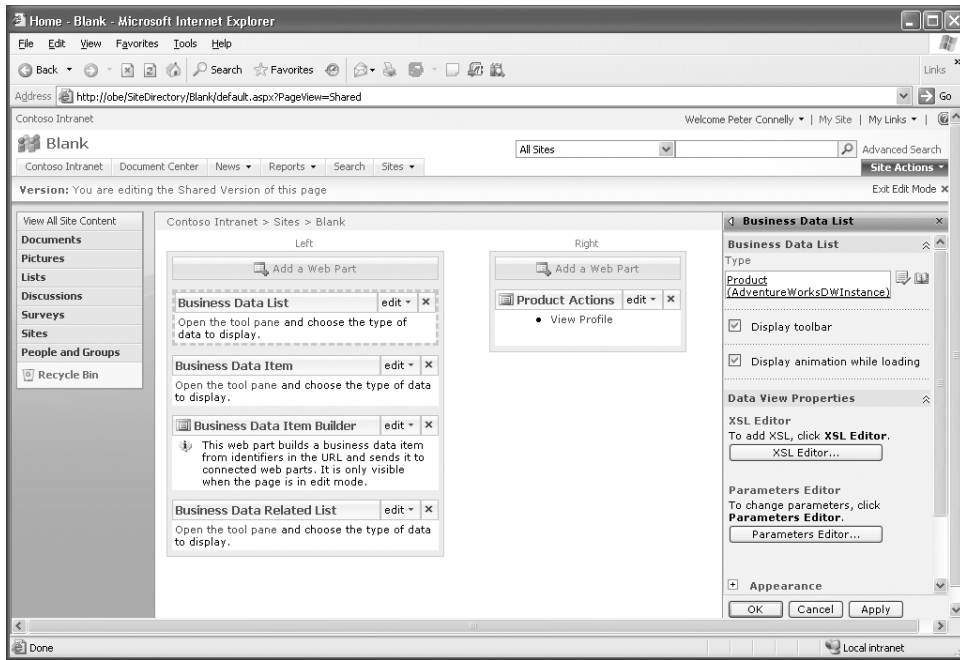 Home - Blank - Microsoft Internet Explorer
File Edit View Favorites Tools Help
Back Search Favorites
Links
Address http://obe/SiteDirectory/Blank/default.aspx?PageView=Shared Go
Contoso Intranet
Welcome Peter Connelly | My Site | My Links |
Blank
All Sites
Advanced Search
Contoso Intranet Document Center News Reports Search Sites
Site Actions
Version: You are editing the Shared Version of this page
Exit Edit Mode
View All Site Content
Documents
Pictures
Lists
Discussions
Surveys
Sites
People and Groups
Recycle Bin
Contoso Intranet > Sites > Blank
Left
Add a Web Part
Business Data List edit
Open the tool pane and choose the type of
data to display.
Business Data Item edit
Open the tool pane and choose the type of data
to display.
Business Data Item Builder edit
This web part builds a business data item
from identifiers in the URL and sends it to
connected web parts. It is only visible
when the page is in edit mode.
Business Data Related List edit
Open the tool pane and choose the type of data
to display.
Right
Add a Web Part
Product Actions edit
View Profile
Business Data List
Business Data List
Type
Product
(AdventureWorksDWInstance)
Display toolbar
Display animation while loading
Data View Properties
XSL Editor
To add XSL, click XSL Editor.
XSL Editor...
Parameters Editor
To change parameters, click
Parameters Editor.
Parameters Editor...
Appearance
OK Cancel Apply
Done
Local intranet